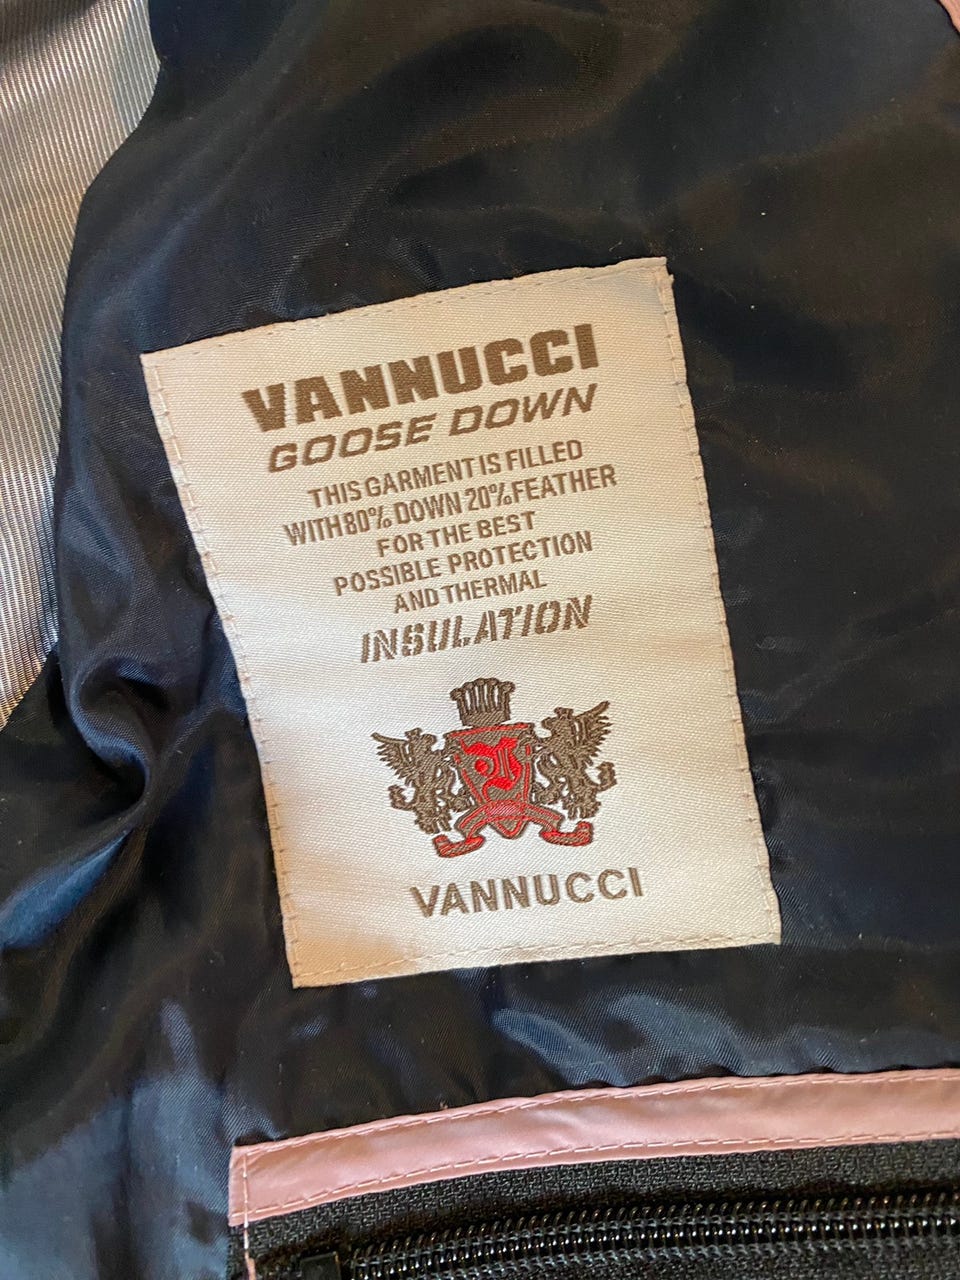 VANNUCCI
GOOSE DOWN
THIS GARMENT IS FILLED
WITH 80% DOWN 20% FEATHER
FOR THE BEST
POSSIBLE PROTECTION
AND THERMAL
INSULATION
VANNUCCI